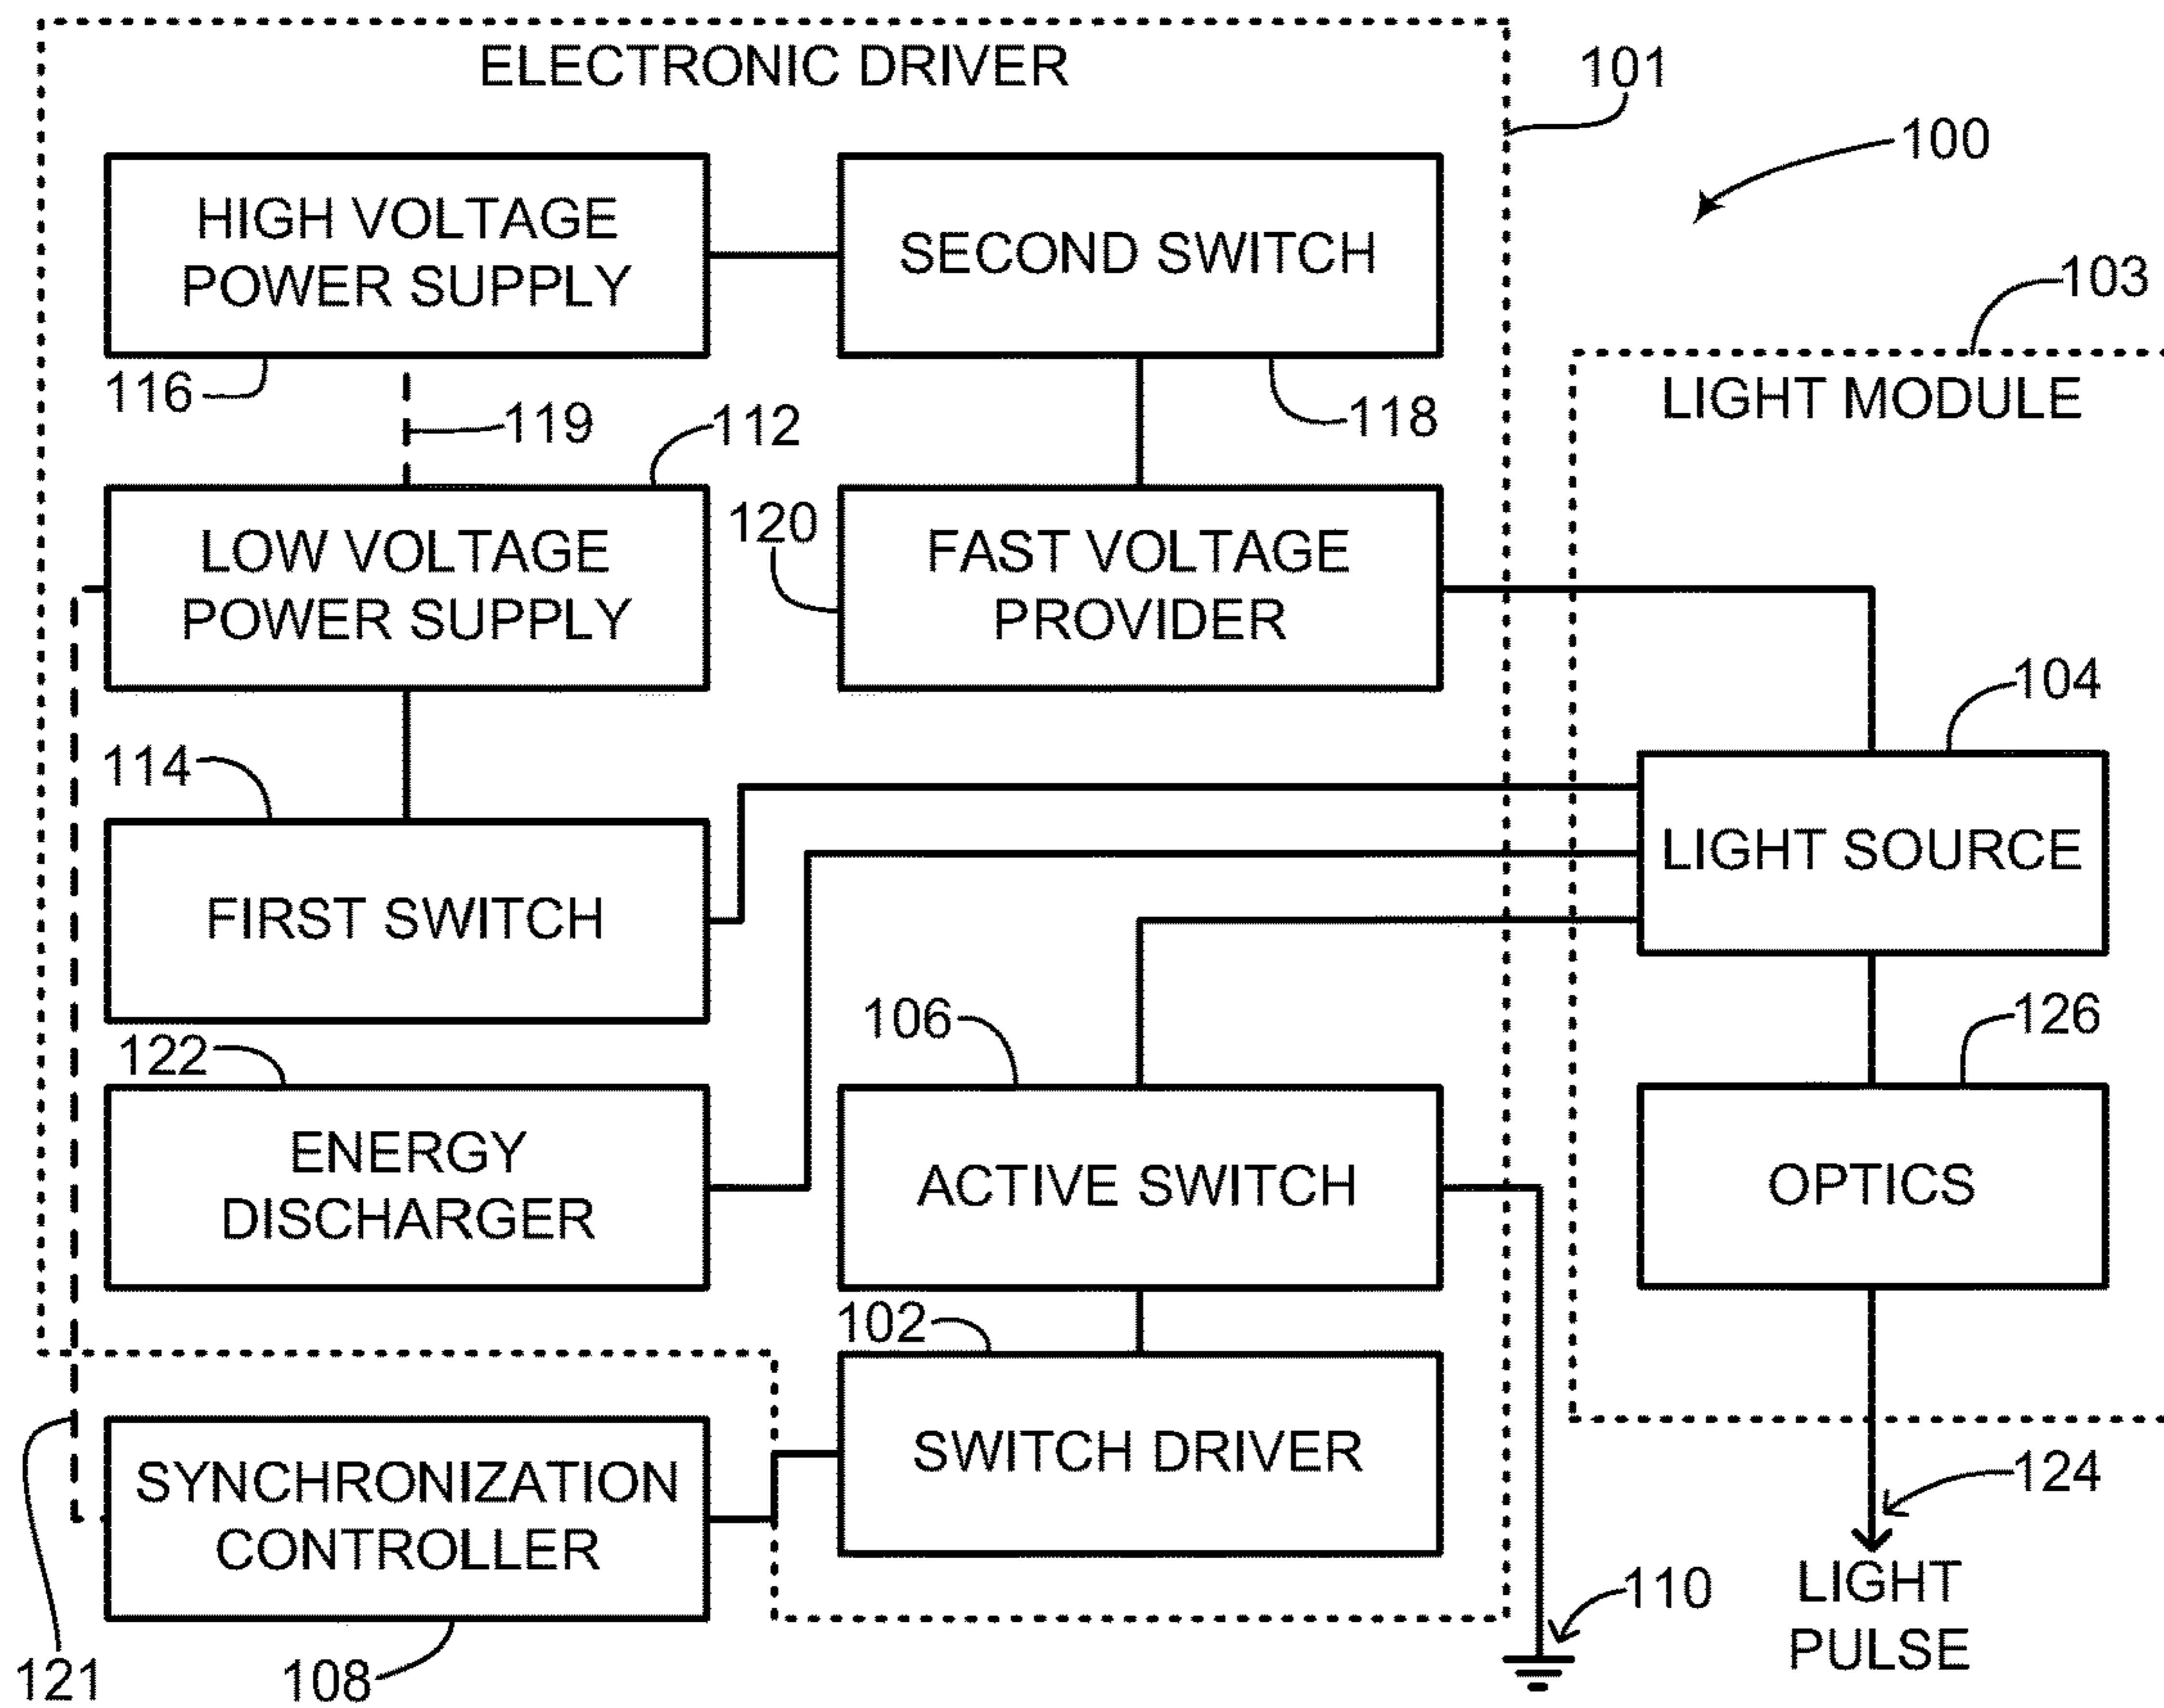 ELECTRONIC DRIVER
101
100
HIGH VOLTAGE
POWER SUPPLY
SECOND SWITCH
103
116
119
112
118
LIGHT MODULE
LOW VOLTAGE
POWER SUPPLY
120
FAST VOLTAGE
PROVIDER
104
114
FIRST SWITCH
LIGHT SOURCE
106
126
122
ENERGY
DISCHARGER
ACTIVE SWITCH
OPTICS
102
SYNCHRONIZATION
CONTROLLER
SWITCH DRIVER
124
110
LIGHT
PULSE
121
108